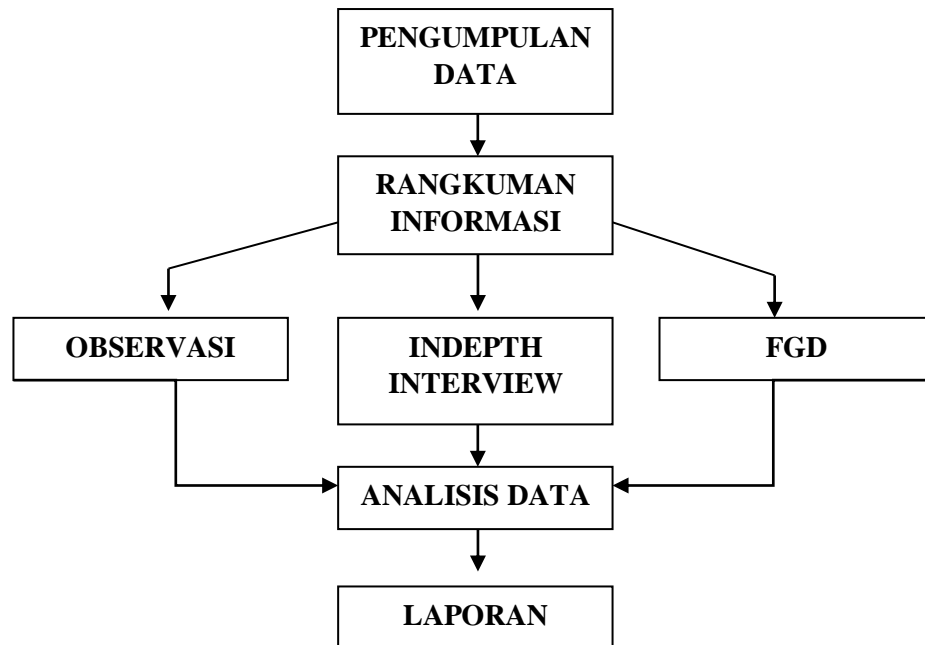 PENGUMPULAN
DATA
RANGKUMAN
INFORMASI
OBSERVASI
INDEPTH
INTERVIEW
FGD
ANALISIS DATA
LAPORAN